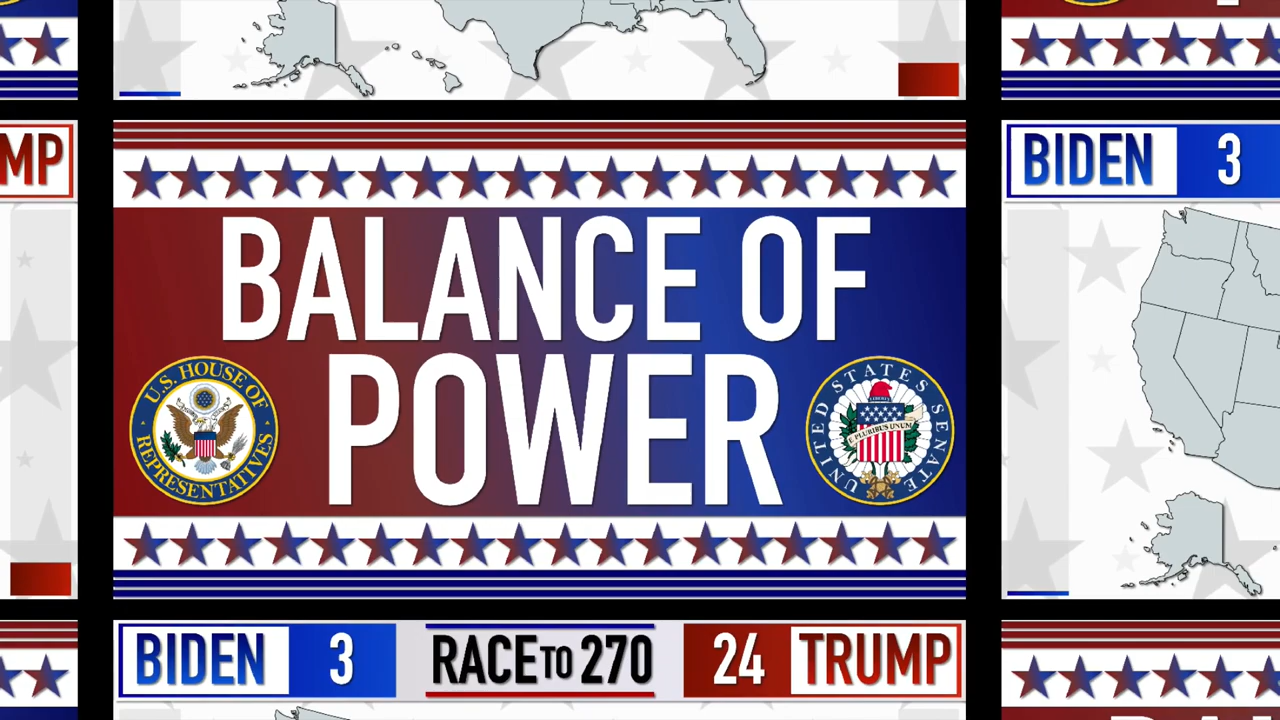 MP
BIDEN 3
BALANCE OF
POWER
U.S. HOUSE OF
REPRESENTATIVES
UNITED STATES SENATE
LIBERTY
E PLURIBUS UNUM
BIDEN 3 RACE TO 270 24 TRUMP